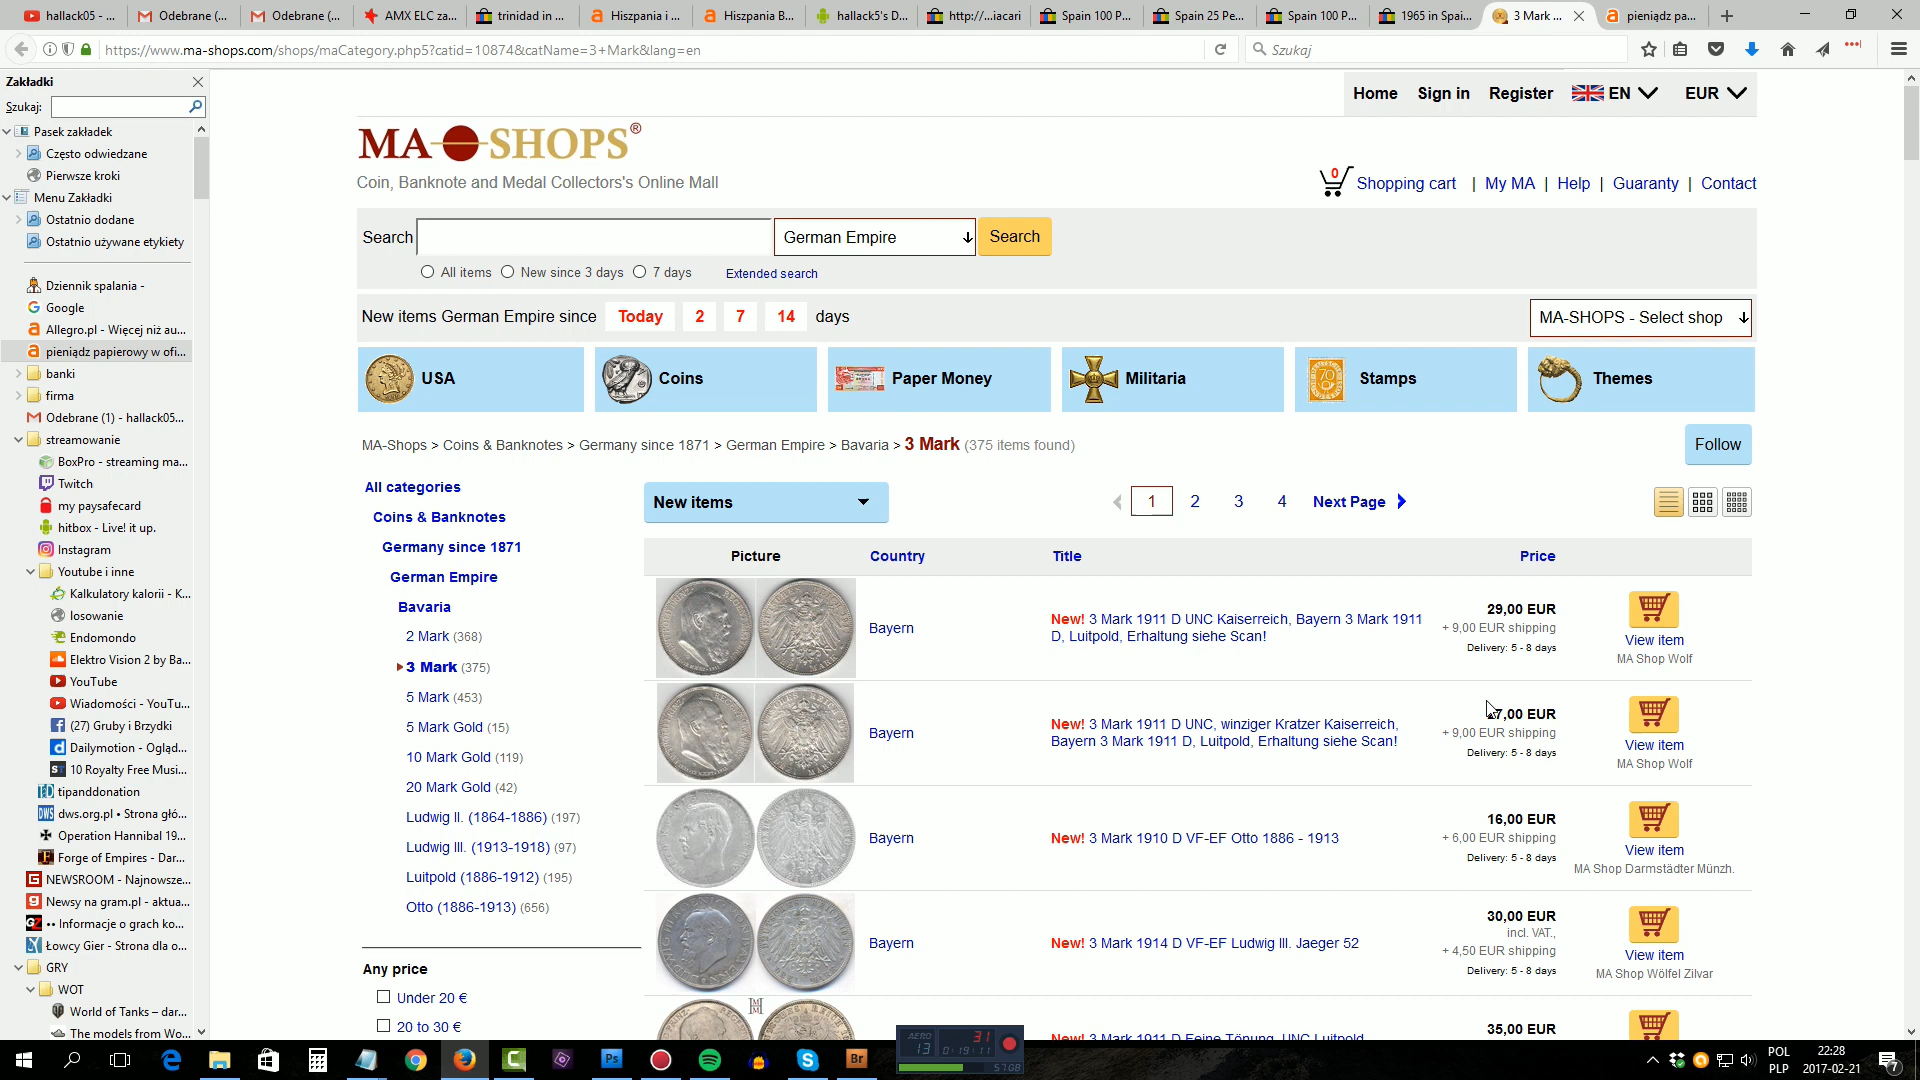 hallack05 -
Odebrane (...
Odebrane (...
AMX ELC za...
trinidad in ...
Hiszpania i ...
Hiszpania B...
hallack5's D...
http://...iacari
Spain 100 P...
Spain 25 Pe...
Spain 100 P...
1965 in Spai...
3 Mark ...
pieniądz pa...
https://www.ma-shops.com/shops/maCategory.php5?catid=10874&catName=3+Mark&lang=en
Szukaj
Zakładki
Szukaj:
Pasek zakładek
Często odwiedzane
Pierwsze kroki
Menu Zakładki
Ostatnio dodane
Ostatnio używane etykiety
Dziennik spalania -
Google
Allegro.pl - Więcej niż au...
pieniądz papierowy w ofi...
banki
firma
Odebrane (1) - hallack05...
streamowanie
BoxPro - streaming ma...
Twitch
my paysafecard
hitbox - Live! it up.
Instagram
Youtube i inne
Kalkulatory kalorii - K...
losowanie
Endomondo
Elektro Vision 2 by Ba...
YouTube
Wiadomości - YouTu...
(27) Gruby i Brzydki
Dailymotion - Ogląd...
10 Royalty Free Musi...
tipanddonation
dws.org.pl • Strona głó...
Operation Hannibal 19...
Forge of Empires - Dar...
NEWSROOM - Najnowsze...
Newsy na gram.pl - aktua...
•• Informacje o grach ko...
Łowcy Gier - Strona dla o...
GRY
WOT
World of Tanks – dar...
The models from Wo...
Home Sign in Register EN EUR
MA-SHOPS®
Coin, Banknote and Medal Collectors's Online Mall
0 Shopping cart | My MA | Help | Guaranty | Contact
Search German Empire Search
All items New since 3 days 7 days Extended search
New items German Empire since Today 2 7 14 days
MA-SHOPS - Select shop
USA Coins Paper Money Militaria Stamps Themes
MA-Shops > Coins & Banknotes > Germany since 1871 > German Empire > Bavaria > 3 Mark (375 items found)
Follow
All categories
Coins & Banknotes
Germany since 1871
German Empire
Bavaria
2 Mark (368)
3 Mark (375)
5 Mark (453)
5 Mark Gold (15)
10 Mark Gold (119)
20 Mark Gold (42)
Ludwig II. (1864-1886) (197)
Ludwig III. (1913-1918) (97)
Luitpold (1886-1912) (195)
Otto (1886-1913) (656)
Any price
Under 20 €
20 to 30 €
New items
1 2 3 4 Next Page
Picture Country Title Price
Bayern
New! 3 Mark 1911 D UNC Kaiserreich, Bayern 3 Mark 1911
D, Luitpold, Erhaltung siehe Scan!
29,00 EUR
+ 9,00 EUR shipping
Delivery: 5 - 8 days
View item
MA Shop Wolf
Bayern
New! 3 Mark 1911 D UNC, winziger Kratzer Kaiserreich,
Bayern 3 Mark 1911 D, Luitpold, Erhaltung siehe Scan!
7,00 EUR
+ 9,00 EUR shipping
Delivery: 5 - 8 days
View item
MA Shop Wolf
Bayern
New! 3 Mark 1910 D VF-EF Otto 1886 - 1913
16,00 EUR
+ 6,00 EUR shipping
Delivery: 5 - 8 days
View item
MA Shop Darmstädter Münzh.
Bayern
New! 3 Mark 1914 D VF-EF Ludwig III. Jaeger 52
30,00 EUR
incl. VAT.,
+ 4,50 EUR shipping
Delivery: 5 - 8 days
View item
MA Shop Wölfel Zilvar
New! 3 Mark 1911 D Feine Tönung, UNC Luitpold
35,00 EUR
AERO
13
31
0:19:11
57GB
POL
PLP
22:28
2017-02-21
7